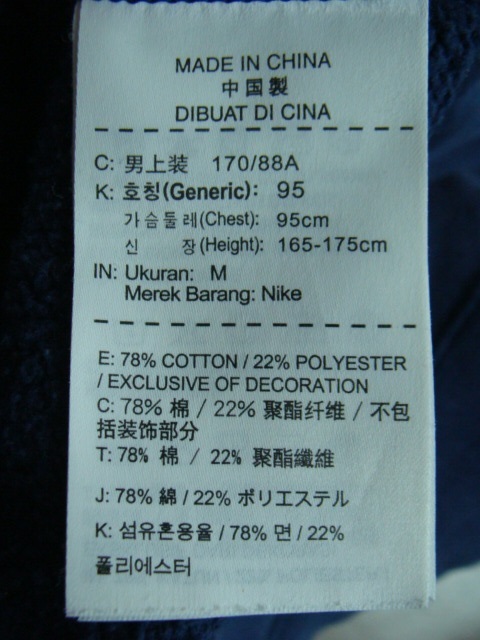 MADE IN CHINA
中国製
DIBUAT DI CINA
C: 男上装 170/88A
K: 호칭(Generic): 95
가슴둘레(Chest): 95cm
신 장(Height): 165-175cm
IN: Ukuran: M
Merek Barang: Nike
E: 78% COTTON / 22% POLYESTER
/ EXCLUSIVE OF DECORATION
C: 78% 棉 / 22% 聚酯纤维 / 不包
括装饰部分
T: 78% 棉 / 22% 聚酯纖維
J: 78% 綿 / 22% ポリエステル
K: 섬유혼용율 / 78% 면 / 22%
폴리에스터